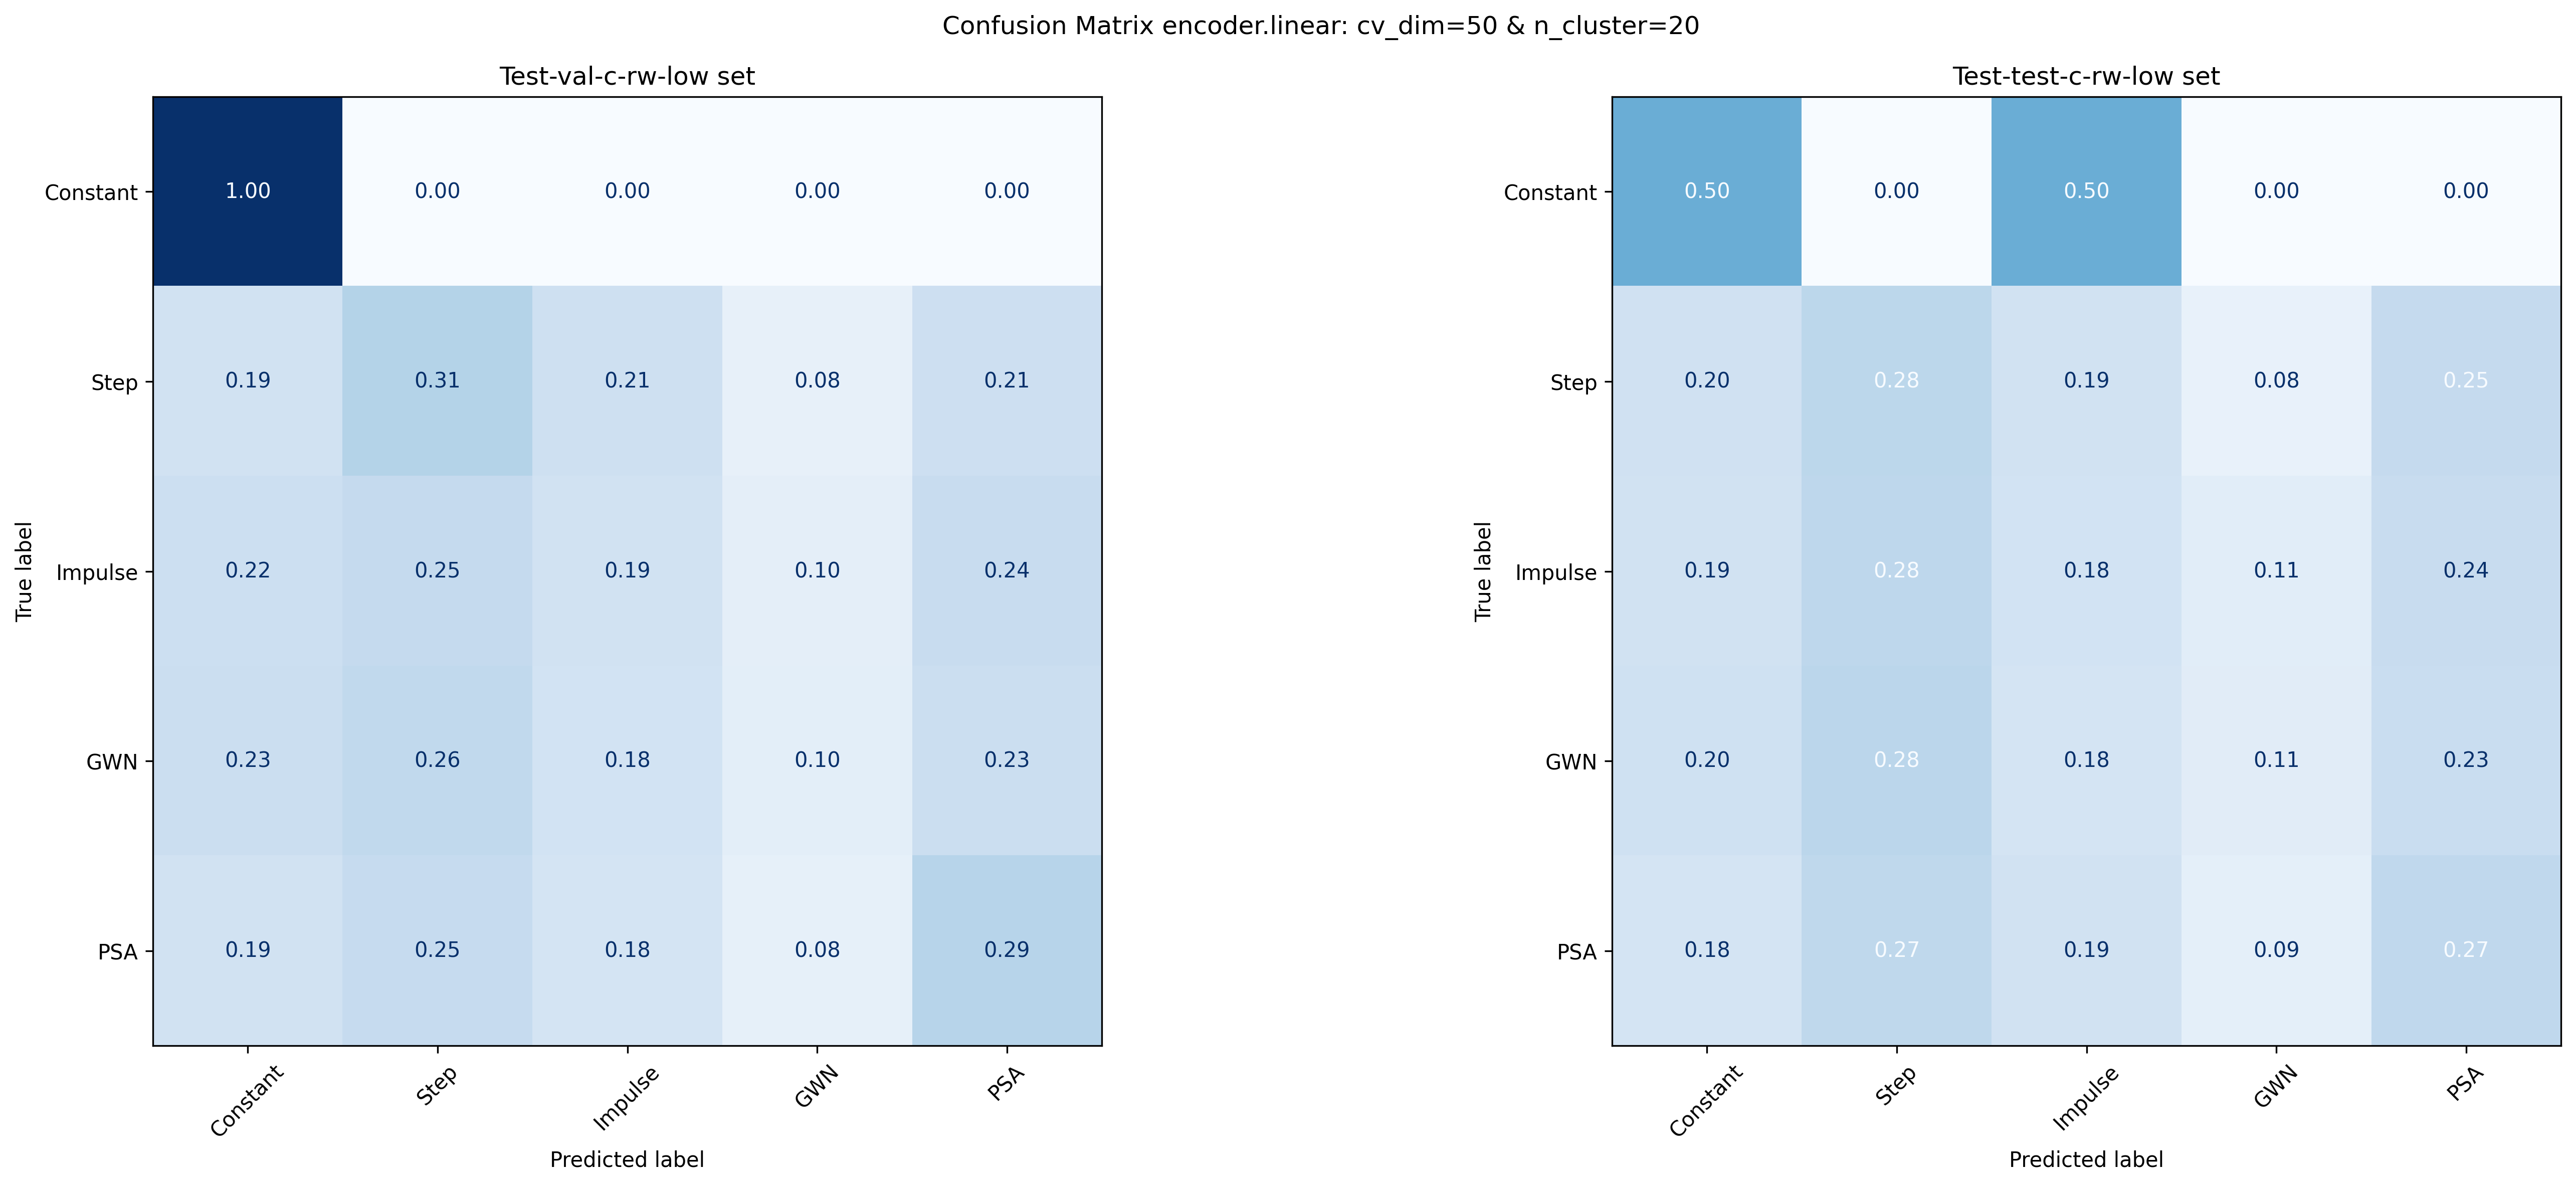 Confusion Matrix encoder.linear: cv_dim=50 & n_cluster=20
Test-val-c-rw-low set
True label
Constant 1.00 0.00 0.00 0.00 0.00
Step 0.19 0.31 0.21 0.08 0.21
Impulse 0.22 0.25 0.19 0.10 0.24
GWN 0.23 0.26 0.18 0.10 0.23
PSA 0.19 0.25 0.18 0.08 0.29
Constant Step Impulse GWN PSA
Predicted label
Test-test-c-rw-low set
True label
Constant 0.50 0.00 0.50 0.00 0.00
Step 0.20 0.28 0.19 0.08 0.25
Impulse 0.19 0.28 0.18 0.11 0.24
GWN 0.20 0.28 0.18 0.11 0.23
PSA 0.18 0.27 0.19 0.09 0.27
Constant Step Impulse GWN PSA
Predicted label